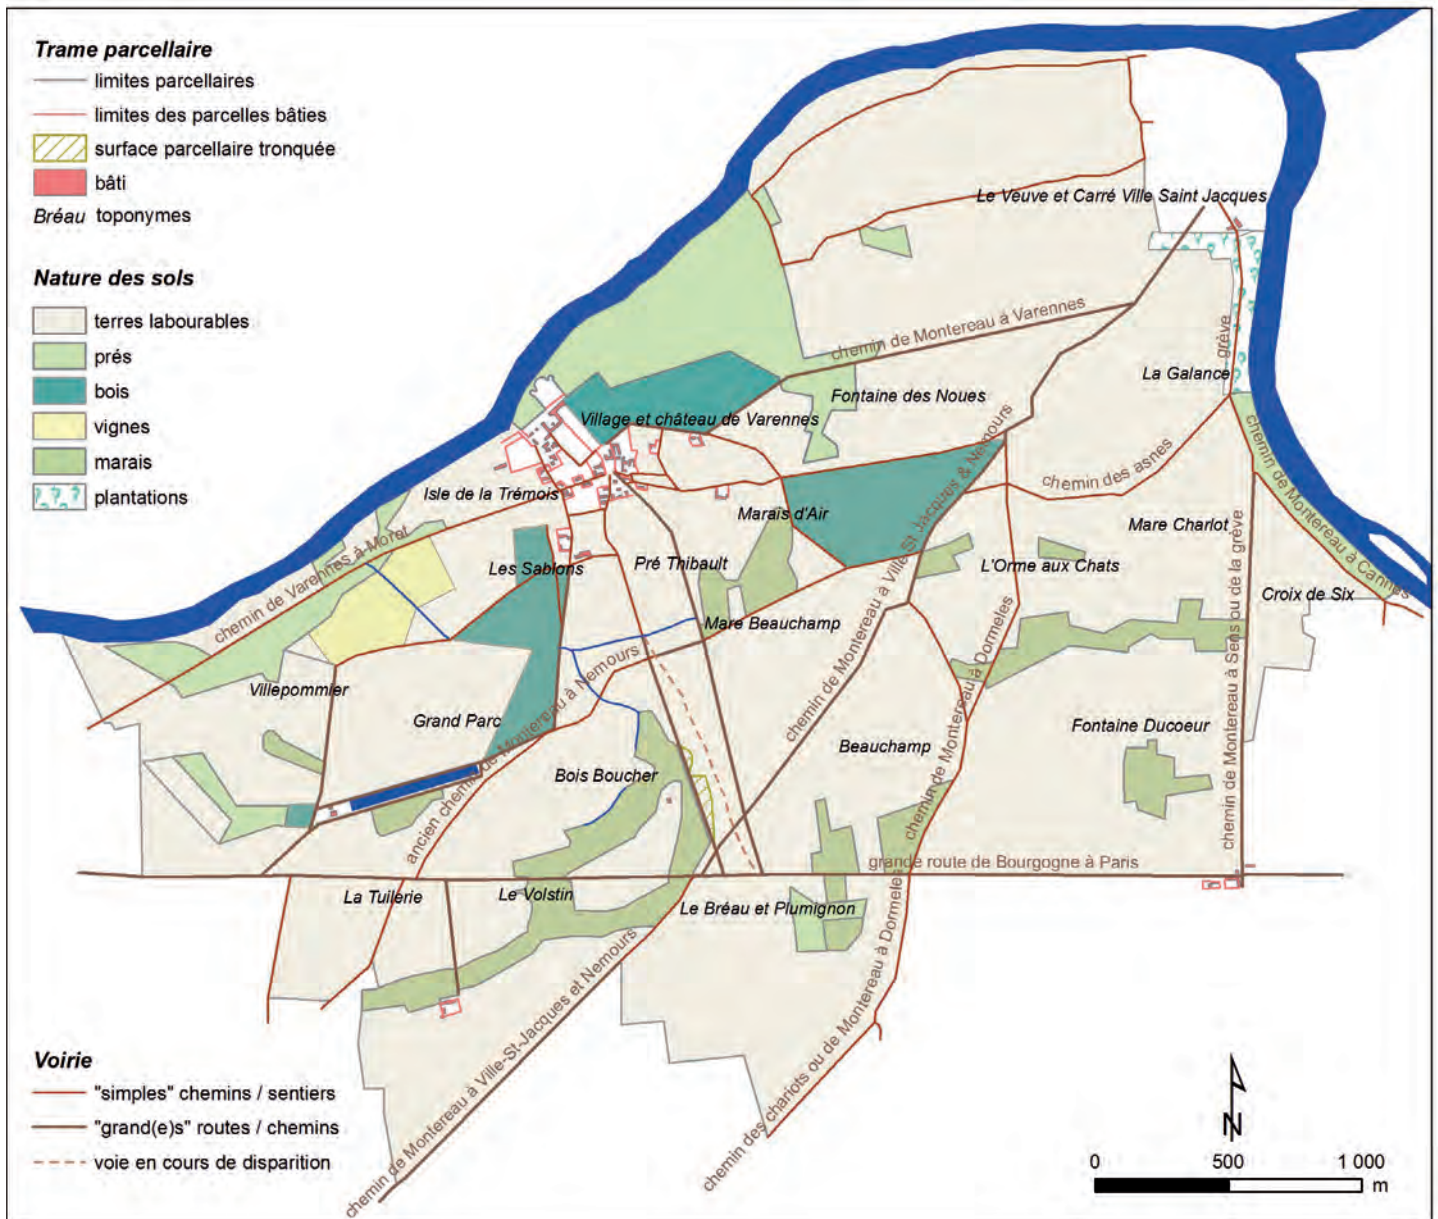 Trame parcellaire
limites parcellaires
limites des parcelles bâties
surface parcellaire tronquée
bâti
Bréau toponymes
Nature des sols
terres labourables
prés
bois
vignes
marais
plantations
Le Veuve et Carré Ville Saint Jacques
chemin de Montereau à Varennes
grève
La Galance
Fontaine des Noues
Village et château de Varennes
chemin de Montereau à Cannes
Isle de la Trémois
chemin des asnes
Marais d'Air
Mare Charlot
chemin de Varennes à Moret
Les Sablons
Pré Thibault
L'Orme aux Chats
Croix de Six
chemin de Montereau à Ville St Jacques & Nemours
Mare Beauchamp
chemin de Montereau à Sens ou de la grève
Villepommier
Grand Parc
ancien chemin de Montereau à Nemours
Fontaine Ducoeur
Beauchamp
chemin de Montereau à Dormeles
Bois Boucher
grande route de Bourgogne à Paris
La Tuilerie
Le Volstin
Le Bréau et Plumignon
chemin de Montereau à Ville-St-Jacques et Nemours
chemin des chariots ou de Montereau à Dormeles
Voirie
"simples" chemins / sentiers
"grand(e)s" routes / chemins
voie en cours de disparition
N
0 500 1 000
m